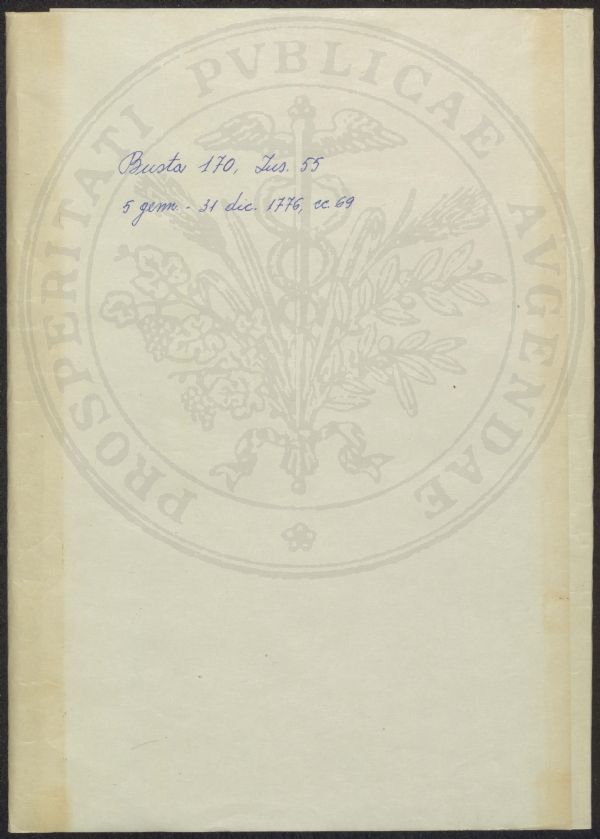 PROSPERITATI PVBLICAE AVGENDAE
Busta 170, Ins. 55
5 genn. - 31 dic. 1776, cc. 69